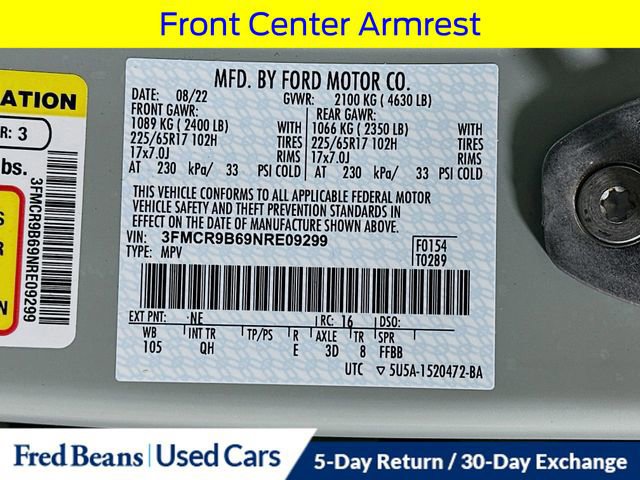 Front Center Armrest
ATION
R: 3
bs.
S
R
ON
3FMCR9B69NRE09299
MFD. BY FORD MOTOR CO.
DATE: 08/22 GVWR: 2100 KG ( 4630 LB)
FRONT GAWR: REAR GAWR:
1089 KG ( 2400 LB) WITH 1066 KG ( 2350 LB) WITH
225/65R17 102H TIRES 225/65R17 102H TIRES
17x7.0J RIMS 17x7.0J RIMS
AT 230 kPa/ 33 PSI COLD AT 230 kPa/ 33 PSI COLD
THIS VEHICLE CONFORMS TO ALL APPLICABLE FEDERAL MOTOR
VEHICLE SAFETY AND THEFT PREVENTION STANDARDS IN
EFFECT ON THE DATE OF MANUFACTURE SHOWN ABOVE.
VIN: 3FMCR9B69NRE09299
TYPE: MPV
F0154
T0289
EXT PNT: NE RC: 16 DSO:
WB INT TR TP/PS R AXLE TR SPR
105 QH E 3D 8 FFBB
UTC ▽ 5U5A-1520472-BA
Fred Beans | Used Cars
5-Day Return / 30-Day Exchange